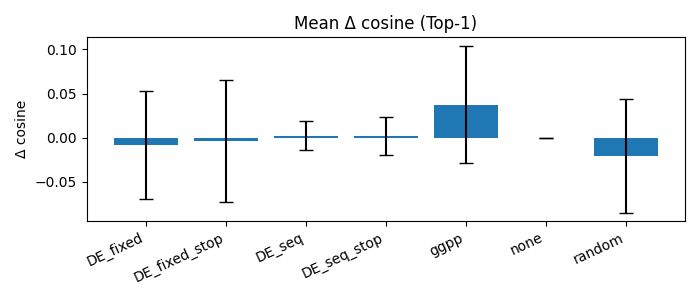 Mean Δ cosine (Top-1)
Δ cosine
0.10
0.05
0.00
−0.05
DE_fixed
DE_fixed_stop
DE_seq
DE_seq_stop
ggpp
none
random